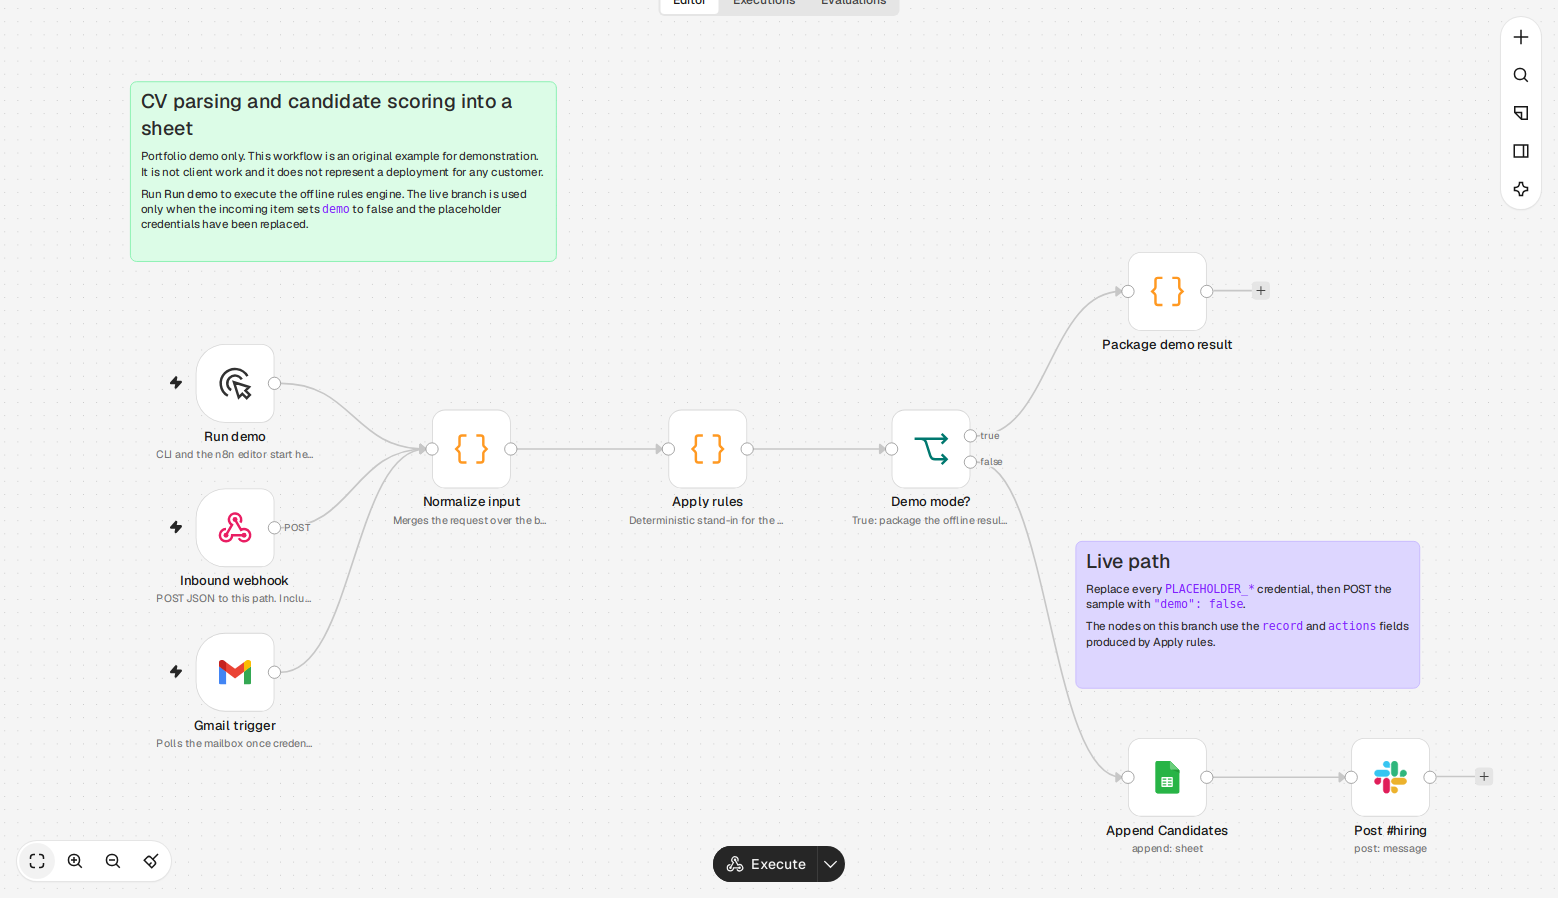 Editor Executions Evaluations
CV parsing and candidate scoring into a
sheet
Portfolio demo only. This workflow is an original example for demonstration.
It is not client work and it does not represent a deployment for any customer.
Run Run demo to execute the offline rules engine. The live branch is used
only when the incoming item sets demo to false and the placeholder
credentials have been replaced.
Package demo result
Run demo
CLI and the n8n editor start he...
true
false
Normalize input
Merges the request over the b...
Apply rules
Deterministic stand-in for the ...
Demo mode?
True: package the offline resul...
POST
Inbound webhook
POST JSON to this path. Inclu...
Live path
Replace every PLACEHOLDER_* credential, then POST the
sample with "demo": false.
The nodes on this branch use the record and actions fields
produced by Apply rules.
Gmail trigger
Polls the mailbox once creden...
Append Candidates
append: sheet
Post #hiring
post: message
Execute